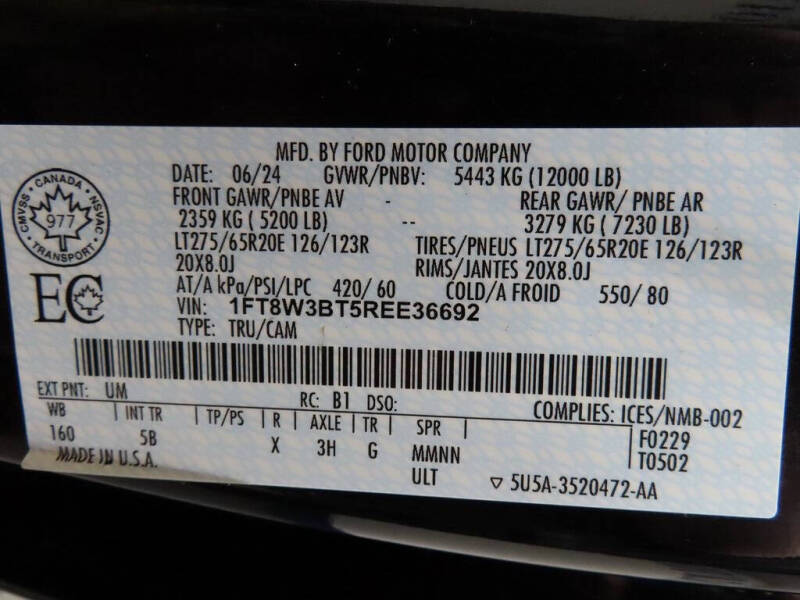 MFD. BY FORD MOTOR COMPANY
DATE: 06/24 GVWR/PNBV: 5443 KG (12000 LB)
FRONT GAWR/PNBE AV - REAR GAWR/ PNBE AR
2359 KG ( 5200 LB) -- 3279 KG ( 7230 LB)
LT275/65R20E 126/123R TIRES/PNEUS LT275/65R20E 126/123R
20X8.0J RIMS/JANTES 20X8.0J
AT/A kPa/PSI/LPC 420/ 60 COLD/A FROID 550/ 80
VIN: 1FT8W3BT5REE36692
TYPE: TRU/CAM
CANADA
CMVSS 977 NSVAC
TRANSPORT
EC
EXT PNT: UM RC: B1 DSO: COMPLIES: ICES/NMB-002
WB INT TR TP/PS R AXLE TR SPR F0229
160 5B X 3H G MMNN T0502
MADE IN U.S.A. ULT ▽ 5U5A-3520472-AA